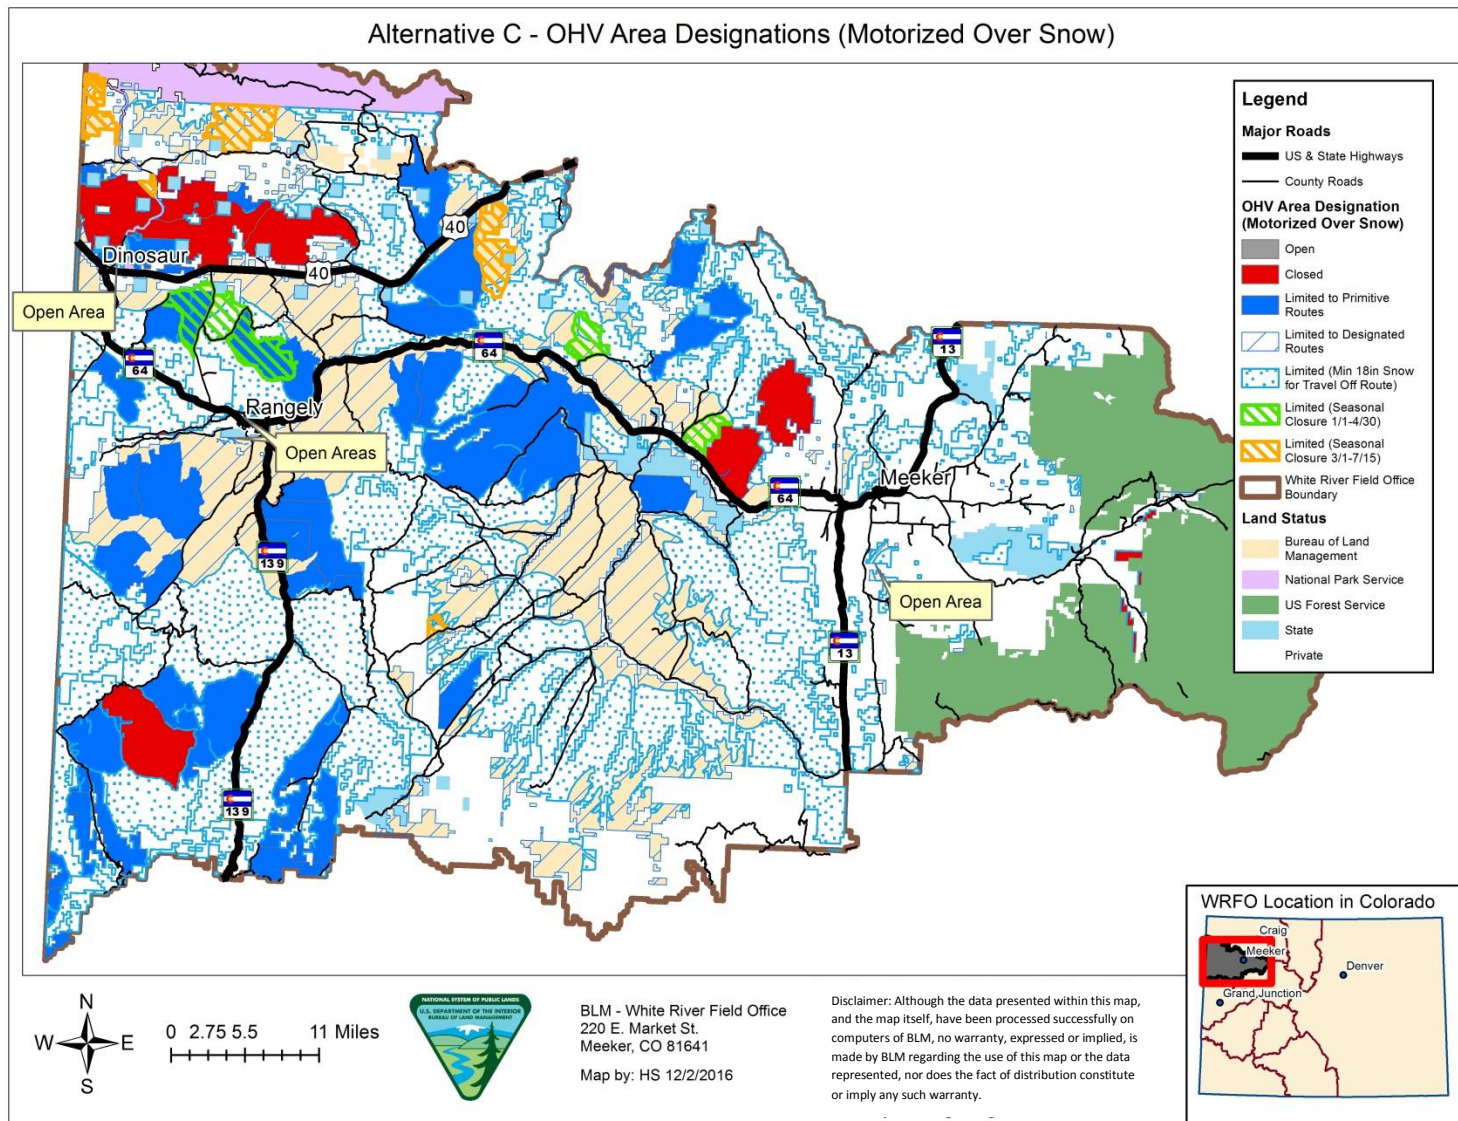 Alternative C - OHV Area Designations (Motorized Over Snow)
Legend
Major Roads
US & State Highways
County Roads
OHV Area Designation
(Motorized Over Snow)
Open
Closed
Limited to Primitive
Routes
Limited to Designated
Routes
Limited (Min 18in Snow
for Travel Off Route)
Limited (Seasonal
Closure 1/1-4/30)
Limited (Seasonal
Closure 3/1-7/15)
White River Field Office
Boundary
Land Status
Bureau of Land
Management
National Park Service
US Forest Service
State
Private
40
Dinosaur
40
Open Area
64
64
13
Rangely
Open Areas
Meeker
64
139
Open Area
13
139
WRFO Location in Colorado
Craig
Meeker
Denver
Grand Junction
N
W E
S
0 2.75 5.5 11 Miles
NATIONAL SYSTEM OF PUBLIC LANDS
U.S. DEPARTMENT OF THE INTERIOR
BUREAU OF LAND MANAGEMENT
BLM - White River Field Office
220 E. Market St.
Meeker, CO 81641
Map by: HS 12/2/2016
Disclaimer: Although the data presented within this map,
and the map itself, have been processed successfully on
computers of BLM, no warranty, expressed or implied, is
made by BLM regarding the use of this map or the data
represented, nor does the fact of distribution constitute
or imply any such warranty.